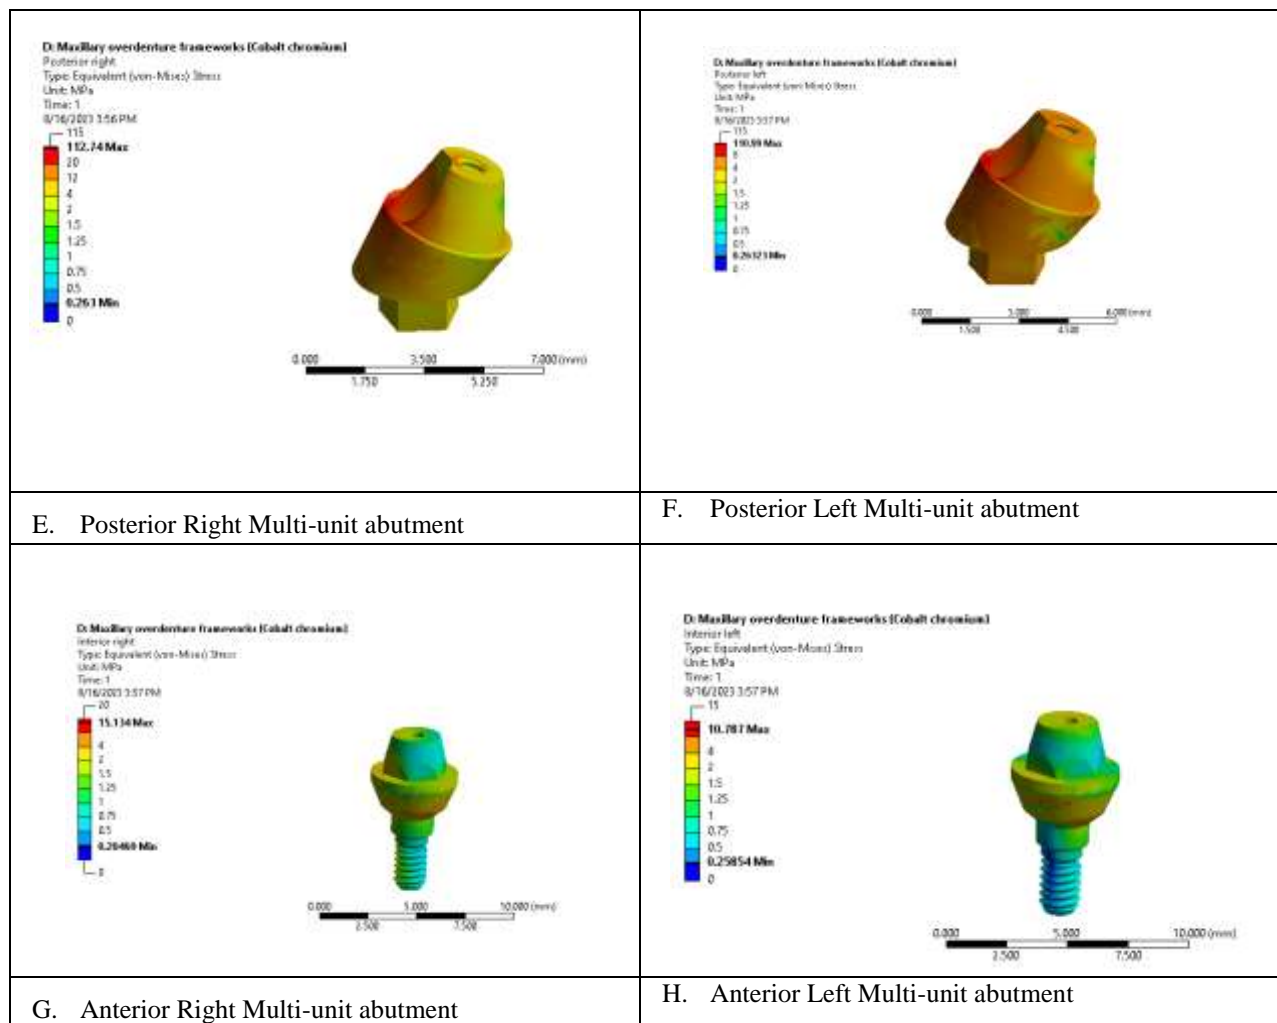 D: Maxillary overdenture frameworks (Cobalt chromium)
Posterior right
Type: Equivalent (von-Mises) Stress
Unit: MPa
Time: 1
8/16/2023 3:56 PM
115
112.74 Max
20
12
4
2
1.5
1.25
1
0.75
0.5
0.263 Min
0
0.000 3.500 7.000 (mm)
1.750 5.250
E. Posterior Right Multi-unit abutment
D: Maxillary overdenture frameworks (Cobalt chromium)
Posterior left
Type: Equivalent (von-Mises) Stress
Unit: MPa
Time: 1
8/16/2023 3:57 PM
115
110.99 Max
4
2
1.5
1.25
1
0.75
0.5
0.26323 Min
0
0.000 3.000 6.000 (mm)
1.500 4.500
F. Posterior Left Multi-unit abutment
D: Maxillary overdenture frameworks (Cobalt chromium)
Interior right
Type: Equivalent (von-Mises) Stress
Unit: MPa
Time: 1
8/16/2023 3:57 PM
20
15.134 Max
4
2
1.5
1.25
1
0.75
0.5
Min
0
0.000 5.000 10.000 (mm)
2.500 7.500
G. Anterior Right Multi-unit abutment
D: Maxillary overdenture frameworks (Cobalt chromium)
Interior left
Type: Equivalent (von-Mises) Stress
Unit: MPa
Time: 1
8/16/2023 3:57 PM
15
10.787 Max
4
2
1.5
1.25
1
0.75
0.5
0.25854 Min
0
0.000 5.000 10.000 (mm)
2.500 7.500
H. Anterior Left Multi-unit abutment